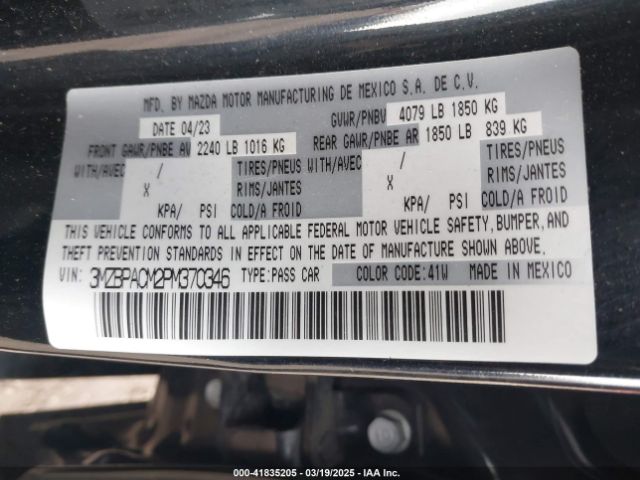 MFD. BY MAZDA MOTOR MANUFACTURING DE MEXICO S.A. DE C.V.
DATE 04/23 GVWR/PNBV 4079 LB 1850 KG
FRONT GAWR/PNBE AV 2240 LB 1016 KG REAR GAWR/PNBE AR 1850 LB 839 KG
WITH/AVEC / TIRES/PNEUS WITH/AVEC / TIRES/PNEUS
X RIMS/JANTES X RIMS/JANTES
KPA/ PSI COLD/A FROID KPA/ PSI COLD/A FROID
THIS VEHICLE CONFORMS TO ALL APPLICABLE FEDERAL MOTOR VEHICLE SAFETY, BUMPER, AND
THEFT PREVENTION STANDARDS IN EFFECT ON THE DATE OF MANUFACTURE SHOWN ABOVE.
VIN: 3MZBPACM2PM370346 TYPE: PASS CAR COLOR CODE: 41W MADE IN MEXICO
000-41835205 - 03/19/2025 - IAA Inc.